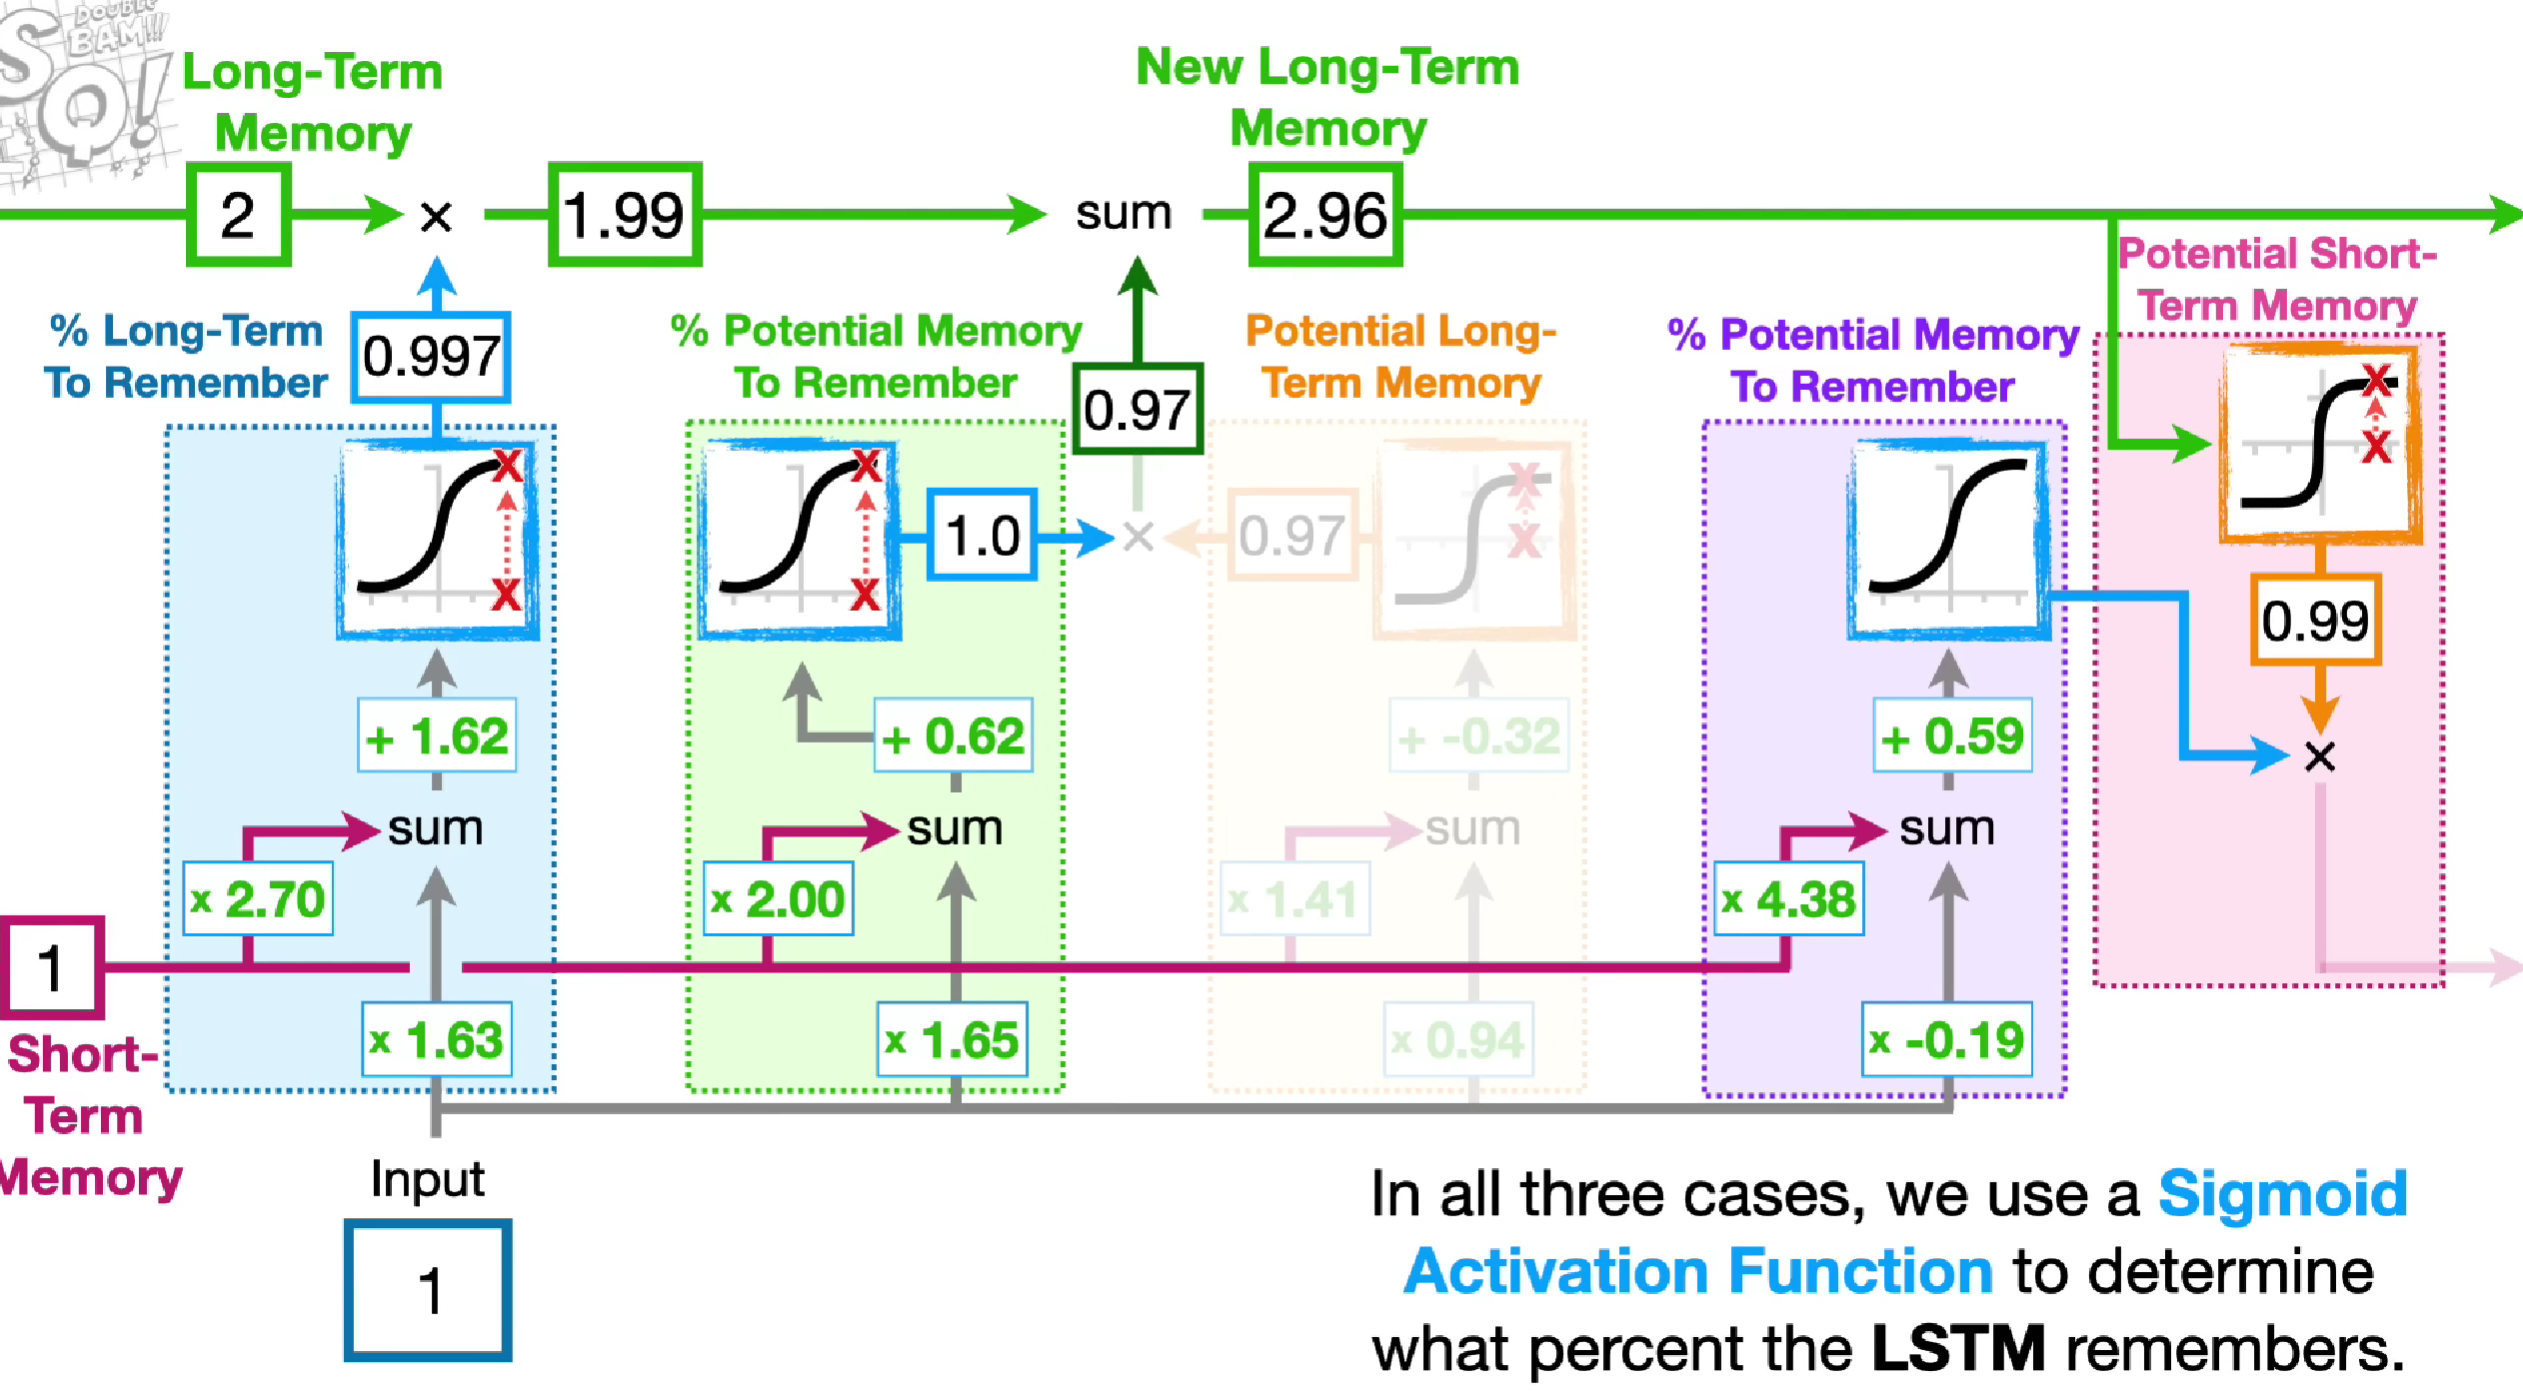 DOUBLE
BAM!!!
SQ!
Long-Term
Memory
New Long-Term
Memory
2
×
1.99
sum
2.96
Potential Short-
Term Memory
% Long-Term
To Remember
0.997
% Potential Memory
To Remember
0.97
Potential Long-
Term Memory
% Potential Memory
To Remember
X
X
X
X
1.0
×
0.97
X
X
X
X
0.99
×
+ 1.62
+ 0.62
+ -0.32
+ 0.59
sum
sum
sum
sum
x 2.70
x 2.00
x 1.41
x 4.38
1
Short-
Term
Memory
x 1.63
x 1.65
x 0.94
x -0.19
Input
1
In all three cases, we use a Sigmoid
Activation Function to determine
what percent the LSTM remembers.